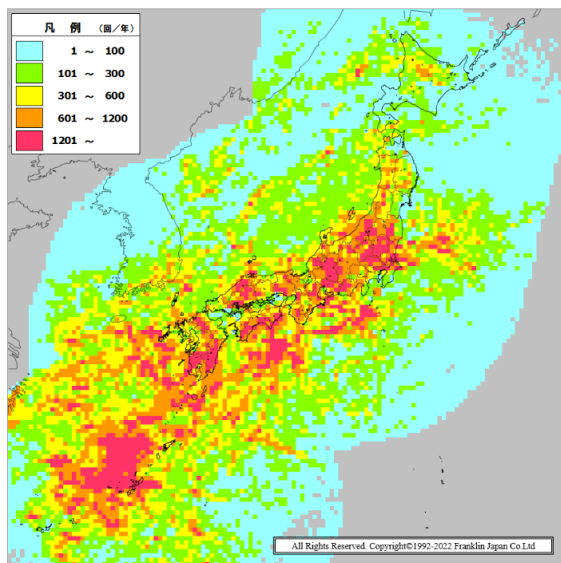 凡 例 (回／年)
1 ～ 100
101 ～ 300
301 ～ 600
601 ～ 1200
1201 ～
All Rights Reserved. Copyright©1992-2022 Franklin Japan Co.Ltd